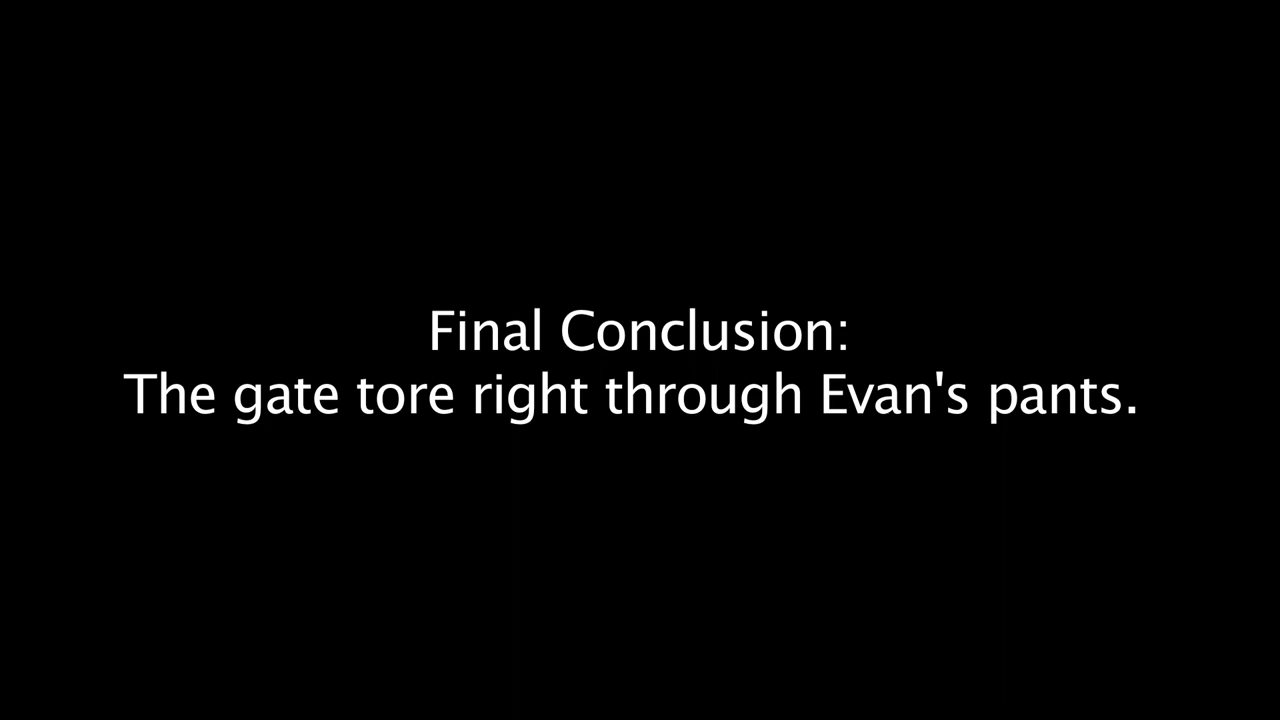 Final Conclusion:
The gate tore right through Evan's pants.